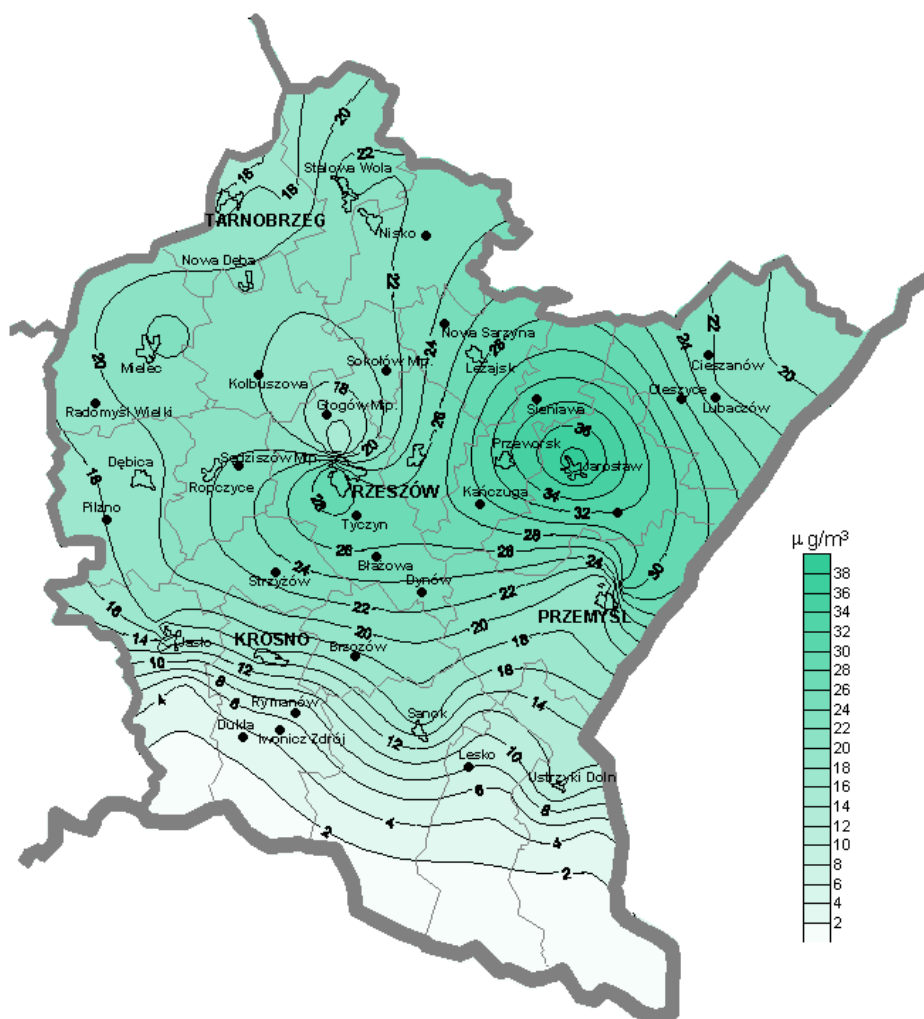 20
22
Stalowa Wola
16
18
TARNOBRZEG
Nisko
Nowa Dęba
22
22
24
20
24
Nowa Sarzyna
26
Leżajsk
Mielec
Cieszanów
Sokołów Młp.
Kolbuszowa
20
18
Oleszyce
Lubaczów
Radomyśl Wielki
Głogów Młp.
26
Sieniawa
36
20
Przeworsk
Jarosław
Sędziszów Młp.
Dębica
18
Ropczyce
RZESZÓW
34
Kańczuga
28
Pilzno
32
Tyczyn
28
26
26
24
Błażowa
24
30
Strzyżów
Dynów
22
22
16
20
20
PRZEMYŚL
14
Jasło
KROSNO
18
Brzozów
10
12
16
8
14
4
6
Rymanów
Sanok
Dukla
Iwonicz Zdrój
12
10
Lesko
Ustrzyki Doln
6
8
4
2
4
2
μ g/m³
38
36
34
32
30
28
26
24
22
20
18
16
14
12
10
8
6
4
2